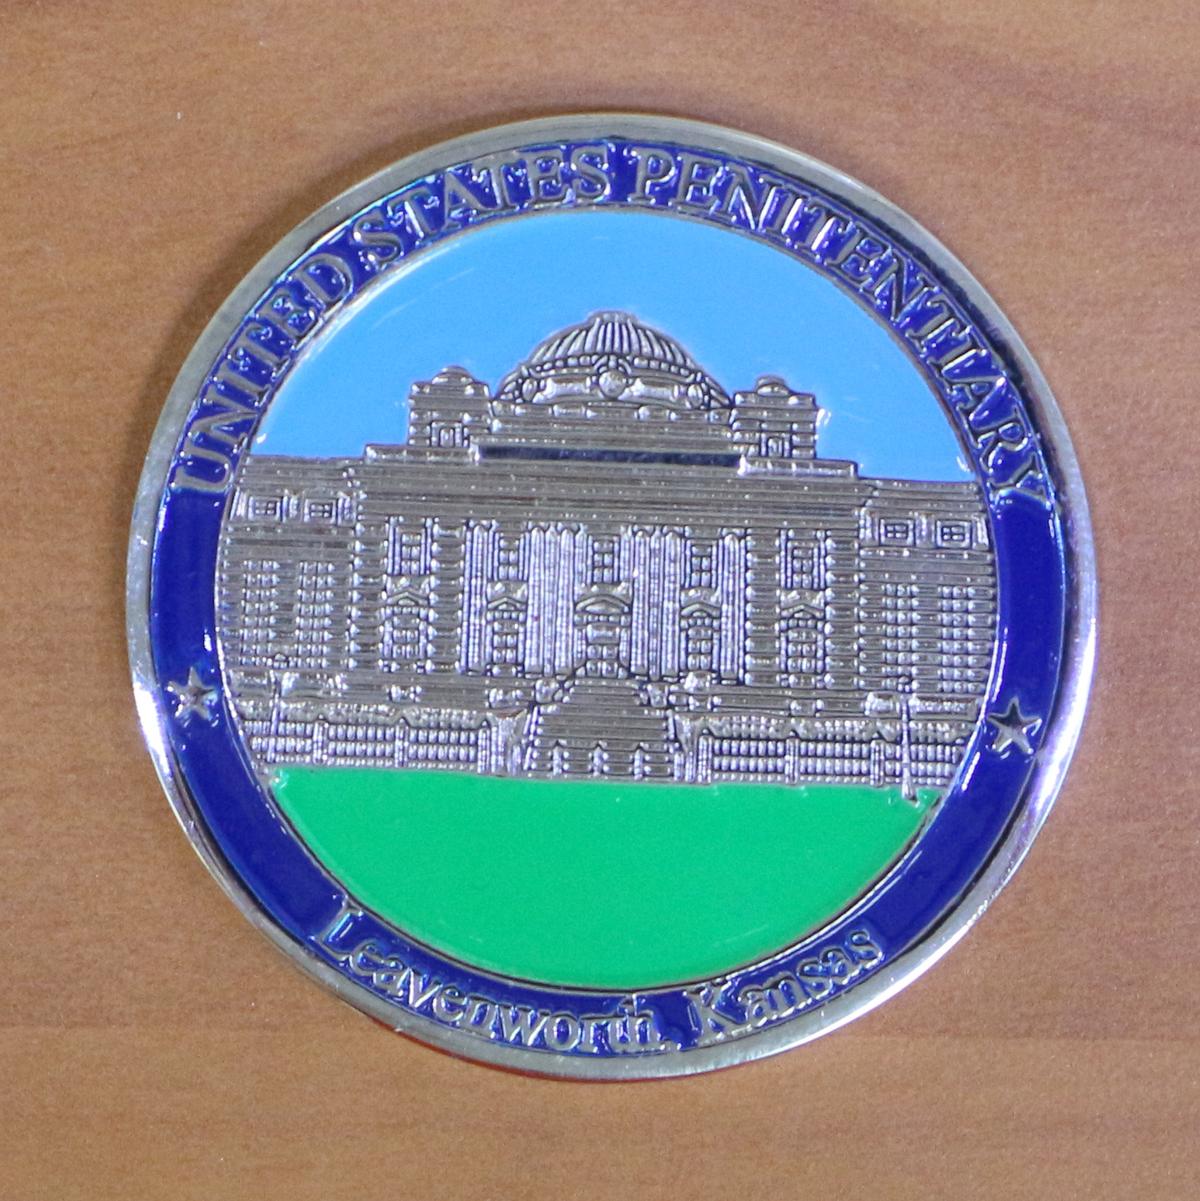 UNITED STATES PENITENTIARY
Leavenworth, Kansas